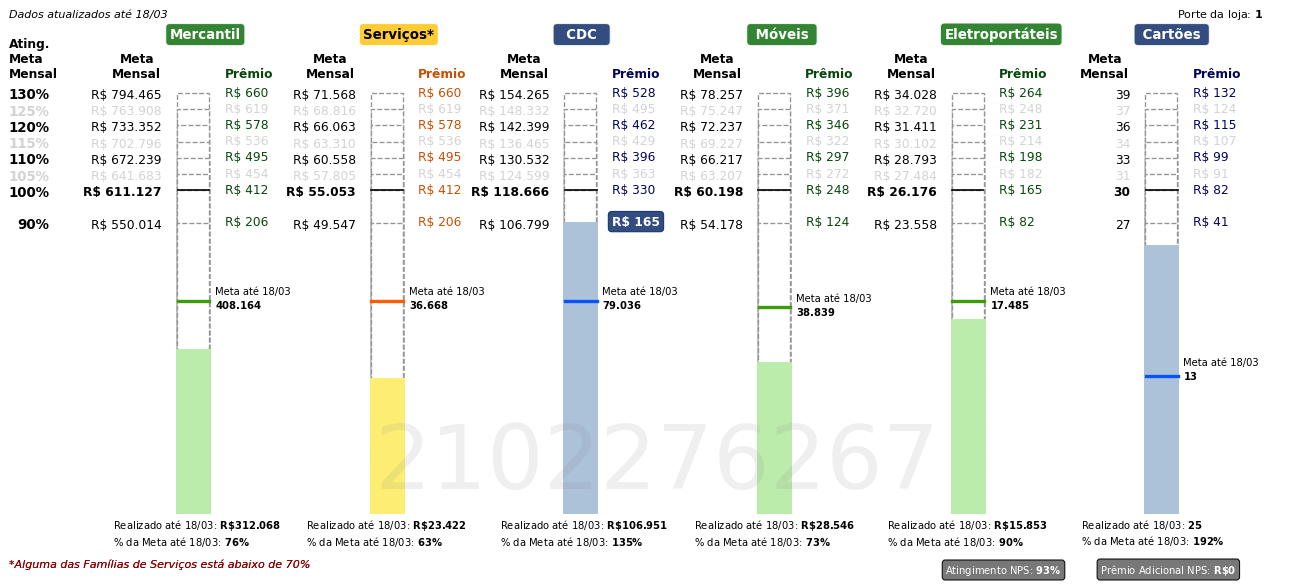 Dados atualizados até 18/03 Porte da loja: 1
Mercantil Serviços* CDC Móveis Eletroportáteis Cartões
Ating.
Meta Meta Meta Meta Meta Meta Meta
Mensal Mensal Prêmio Mensal Prêmio Mensal Prêmio Mensal Prêmio Mensal Prêmio Mensal Prêmio
130% R$ 794.465 R$ 660 R$ 71.568 R$ 660 R$ 154.265 R$ 528 R$ 78.257 R$ 396 R$ 34.028 R$ 264 39 R$ 132
125% R$ 763.908 R$ 619 R$ 68.816 R$ 619 R$ 148.332 R$ 495 R$ 75.247 R$ 371 R$ 32.720 R$ 248 37 R$ 124
120% R$ 733.352 R$ 578 R$ 66.063 R$ 578 R$ 142.399 R$ 462 R$ 72.237 R$ 346 R$ 31.411 R$ 231 36 R$ 115
115% R$ 702.796 R$ 536 R$ 63.310 R$ 536 R$ 136.465 R$ 429 R$ 69.227 R$ 322 R$ 30.102 R$ 214 34 R$ 107
110% R$ 672.239 R$ 495 R$ 60.558 R$ 495 R$ 130.532 R$ 396 R$ 66.217 R$ 297 R$ 28.793 R$ 198 33 R$ 99
105% R$ 641.683 R$ 454 R$ 57.805 R$ 454 R$ 124.599 R$ 363 R$ 63.207 R$ 272 R$ 27.484 R$ 182 31 R$ 91
100% R$ 611.127 R$ 412 R$ 55.053 R$ 412 R$ 118.666 R$ 330 R$ 60.198 R$ 248 R$ 26.176 R$ 165 30 R$ 82
90% R$ 550.014 R$ 206 R$ 49.547 R$ 206 R$ 106.799 R$ 165 R$ 54.178 R$ 124 R$ 23.558 R$ 82 27 R$ 41
Meta até 18/03 Meta até 18/03 Meta até 18/03 Meta até 18/03 Meta até 18/03
408.164 36.668 79.036 38.839 17.485
Meta até 18/03
13
2102276267
Realizado até 18/03: R$312.068 Realizado até 18/03: R$23.422 Realizado até 18/03: R$106.951 Realizado até 18/03: R$28.546 Realizado até 18/03: R$15.853 Realizado até 18/03: 25
% da Meta até 18/03: 76% % da Meta até 18/03: 63% % da Meta até 18/03: 135% % da Meta até 18/03: 73% % da Meta até 18/03: 90% % da Meta até 18/03: 192%
*Alguma das Famílias de Serviços está abaixo de 70% Atingimento NPS: 93% Prêmio Adicional NPS: R$0